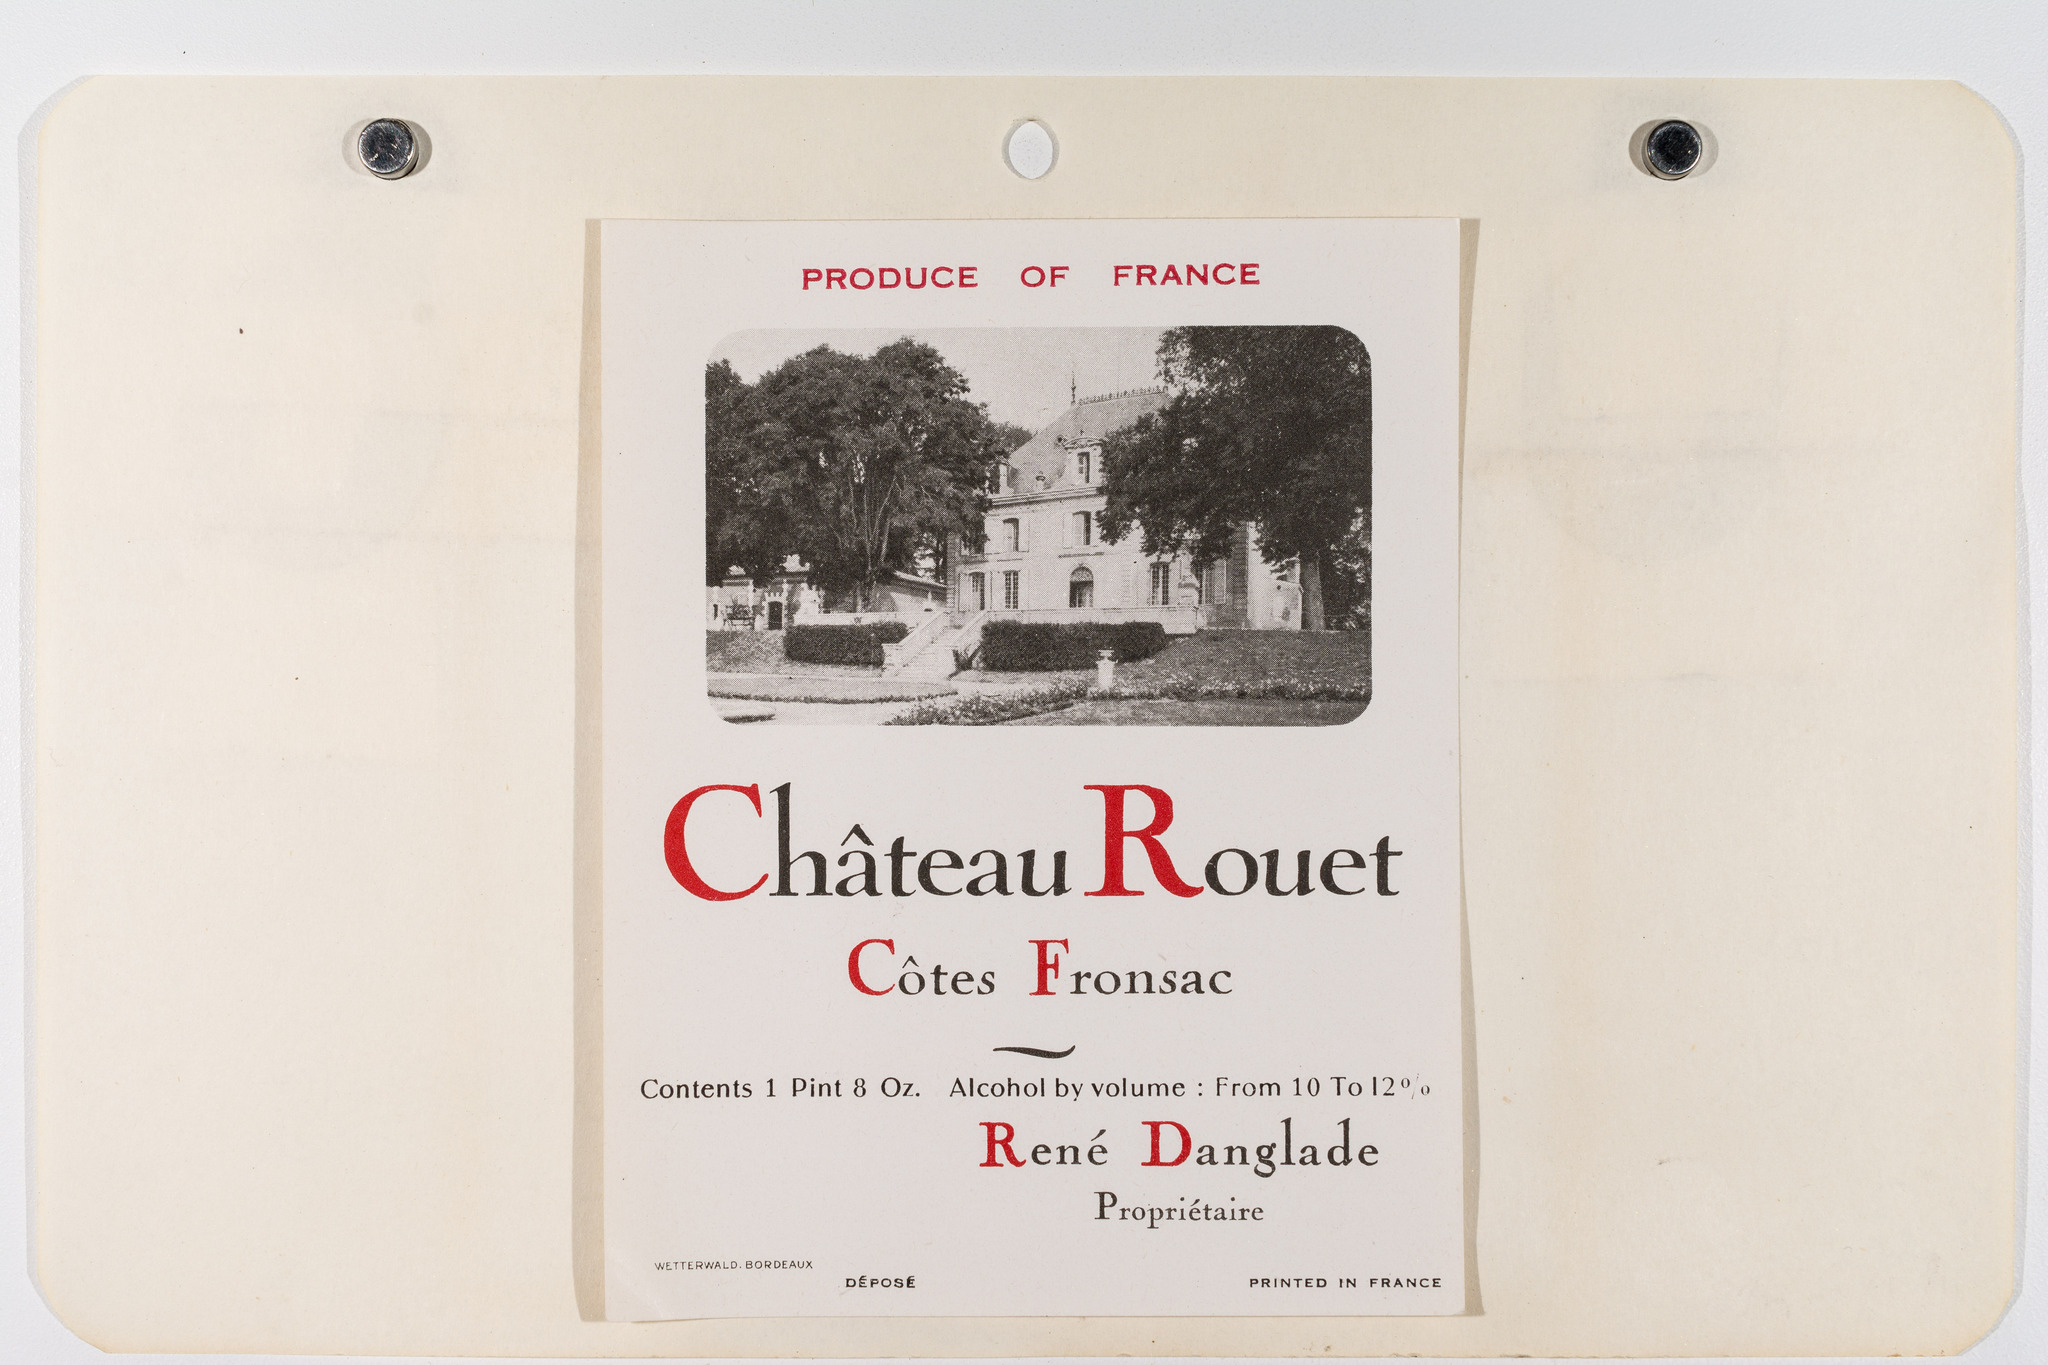 PRODUCE OF FRANCE
Château Rouet
Côtes Fronsac
Contents 1 Pint 8 Oz. Alcohol by volume : From 10 To 12%
René Danglade
Propriétaire
WETTERWALD. BORDEAUX
DÉPOSÉ
PRINTED IN FRANCE